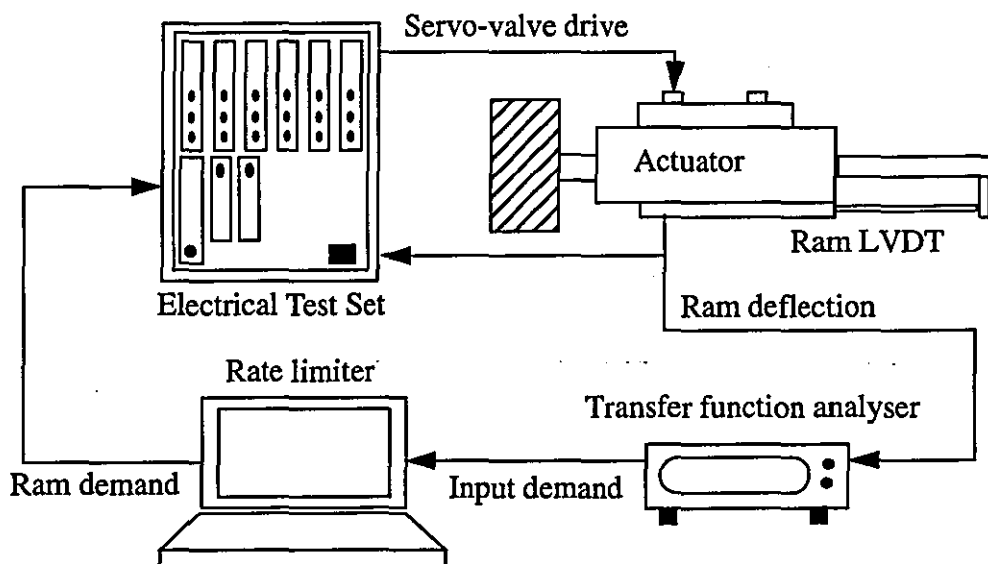 Servo-valve drive
Actuator
Ram LVDT
Electrical Test Set
Ram deflection
Rate limiter
Transfer function analyser
Ram demand
Input demand